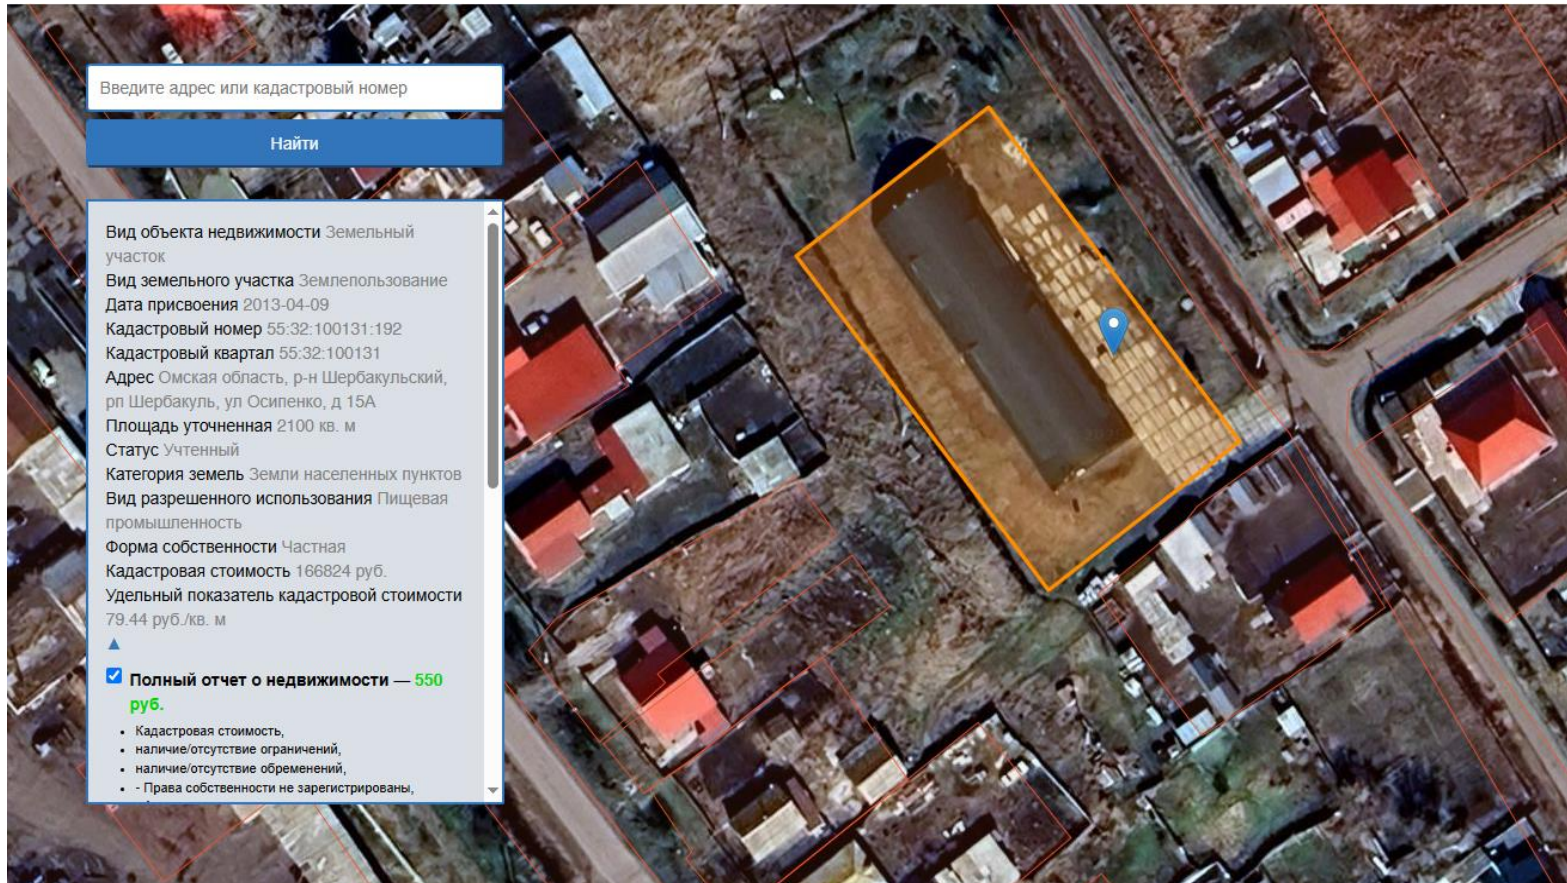 Введите адрес или кадастровый номер
Найти
Вид объекта недвижимости Земельный
участок
Вид земельного участка Землепользование
Дата присвоения 2013-04-09
Кадастровый номер 55:32:100131:192
Кадастровый квартал 55:32:100131
Адрес Омская область, р-н Шербакульский,
рп Шербакуль, ул Осипенко, д 15А
Площадь уточненная 2100 кв. м
Статус Учтенный
Категория земель Земли населенных пунктов
Вид разрешенного использования Пищевая
промышленность
Форма собственности Частная
Кадастровая стоимость 166824 руб.
Удельный показатель кадастровой стоимости
79.44 руб./кв. м
▲
Полный отчет о недвижимости — 550
руб.
• Кадастровая стоимость,
• наличие/отсутствие ограничений,
• наличие/отсутствие обременений,
• - Права собственности не зарегистрированы,